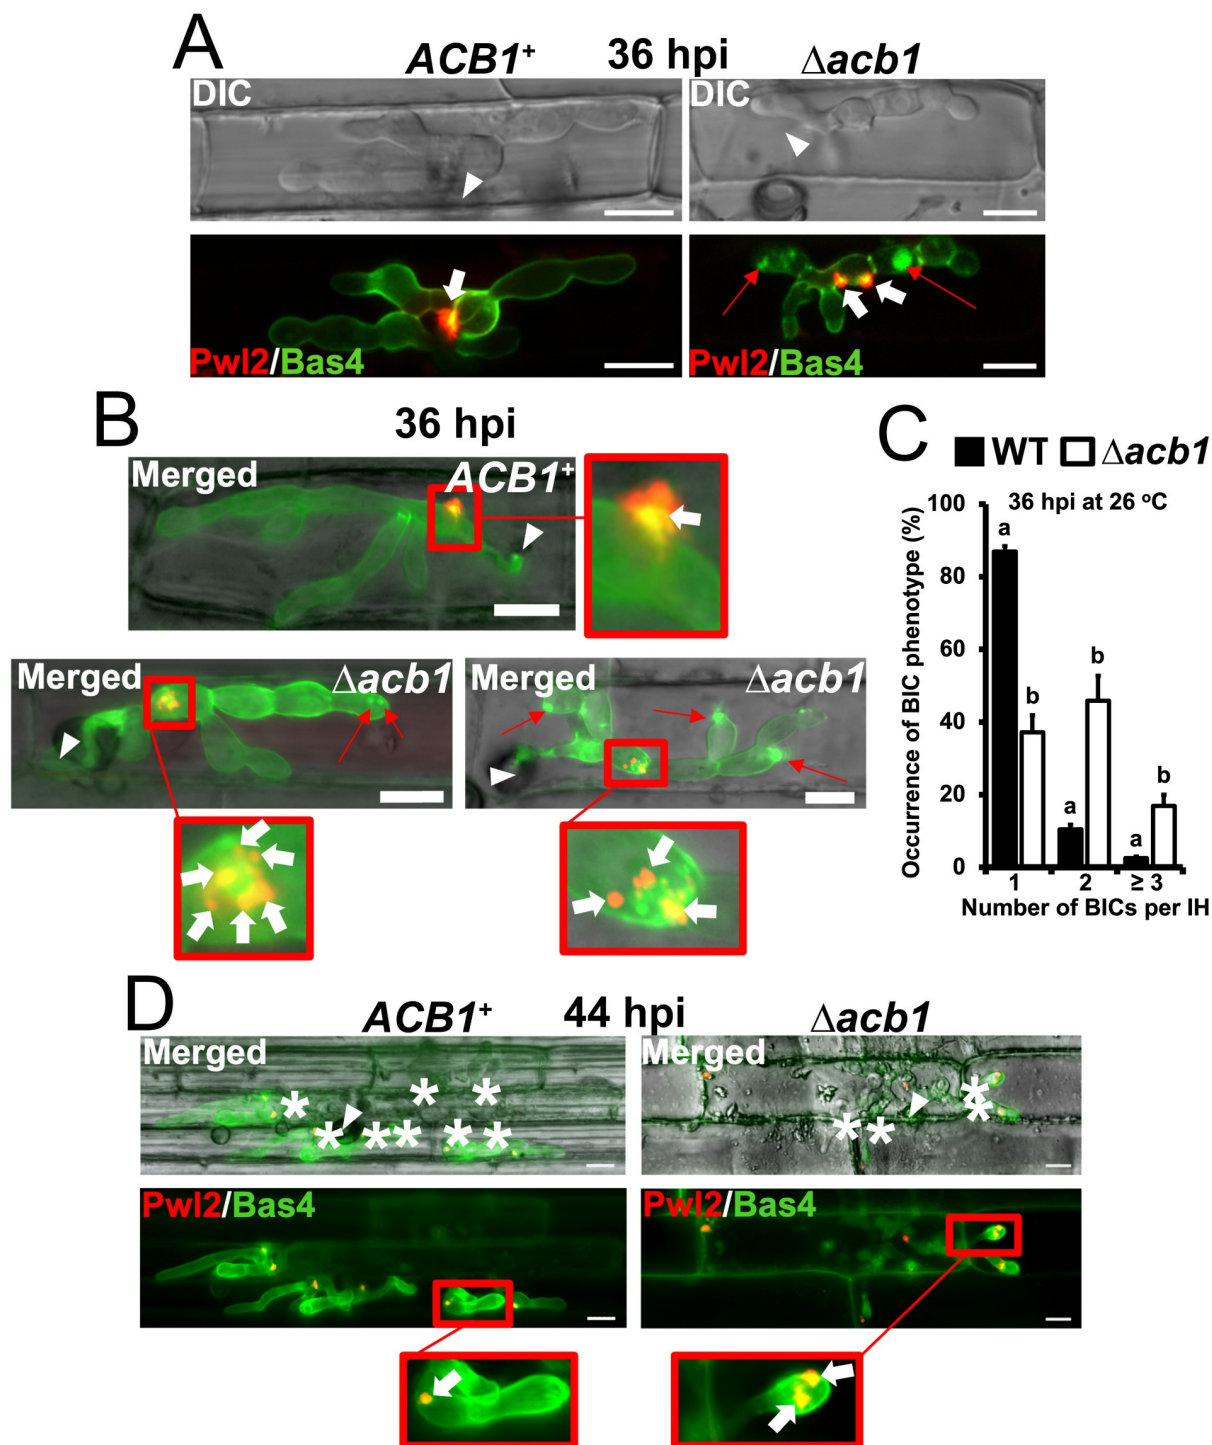 A
ACB1+ 36 hpi Δacb1
DIC
DIC
Pwl2/Bas4
Pwl2/Bas4
B
36 hpi
Merged
ACB1+
Merged
Δacb1
Merged
Δacb1
C
WT Δacb1
36 hpi at 26 °C
Occurrence of BIC phenotype (%)
100
80
60
40
20
0
a
b
a
b
a
b
1 2 ≥ 3
Number of BICs per IH
D
ACB1+ 44 hpi Δacb1
Merged
Merged
Pwl2/Bas4
Pwl2/Bas4